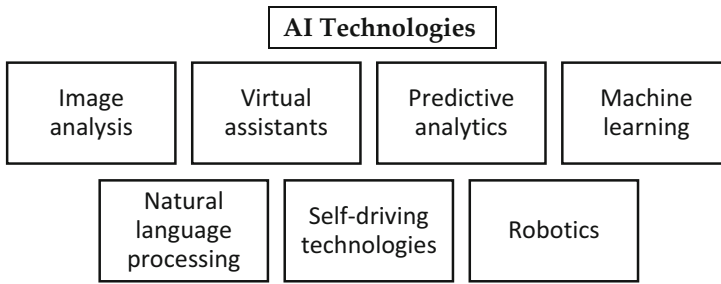 AI Technologies
Image
analysis
Virtual
assistants
Predictive
analytics
Machine
learning
Natural
language
processing
Self-driving
technologies
Robotics